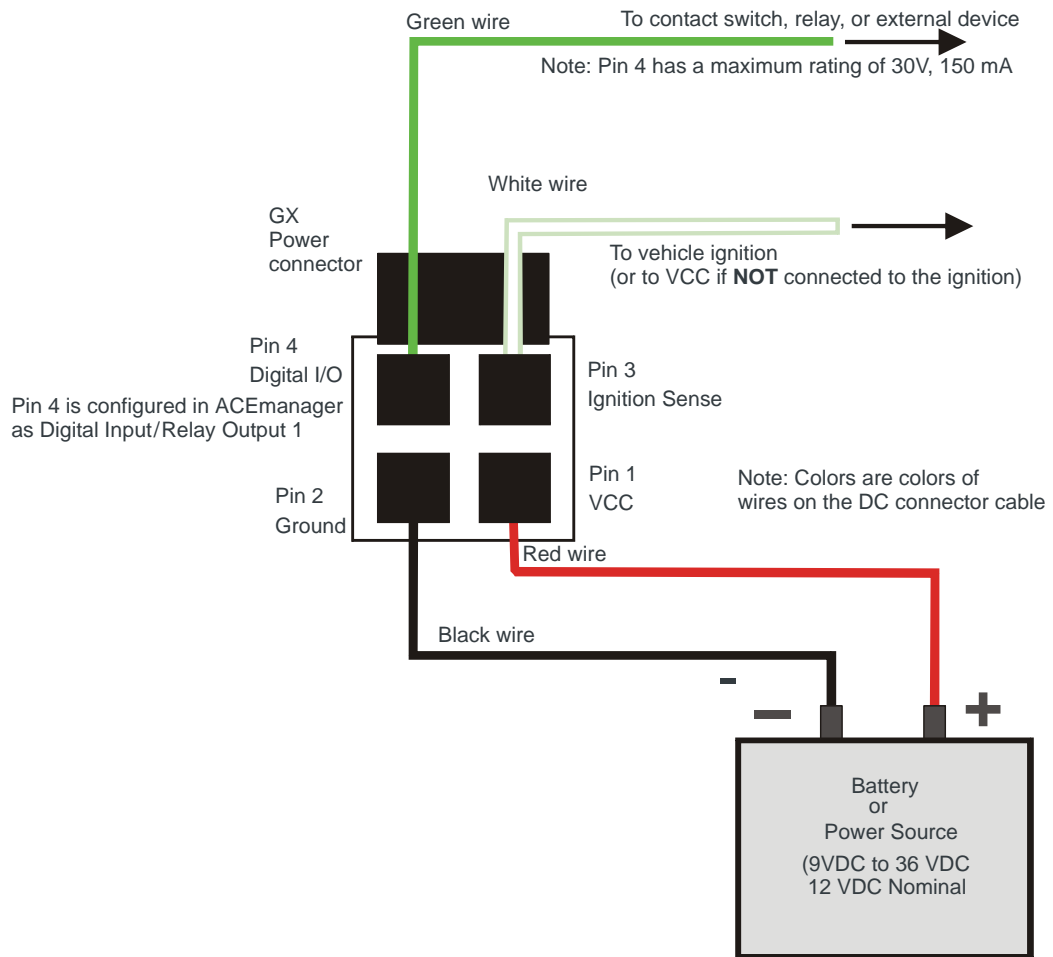 Green wire
To contact switch, relay, or external device
Note: Pin 4 has a maximum rating of 30V, 150 mA
White wire
GX
Power
connector
To vehicle ignition
(or to VCC if NOT connected to the ignition)
Pin 4
Digital I/O
Pin 4 is configured in ACEmanager
as Digital Input/Relay Output 1
Pin 3
Ignition Sense
Pin 2
Ground
Pin 1
VCC
Note: Colors are colors of
wires on the DC connector cable
Red wire
Black wire
-
− +
Battery
or
Power Source
(9VDC to 36 VDC
12 VDC Nominal